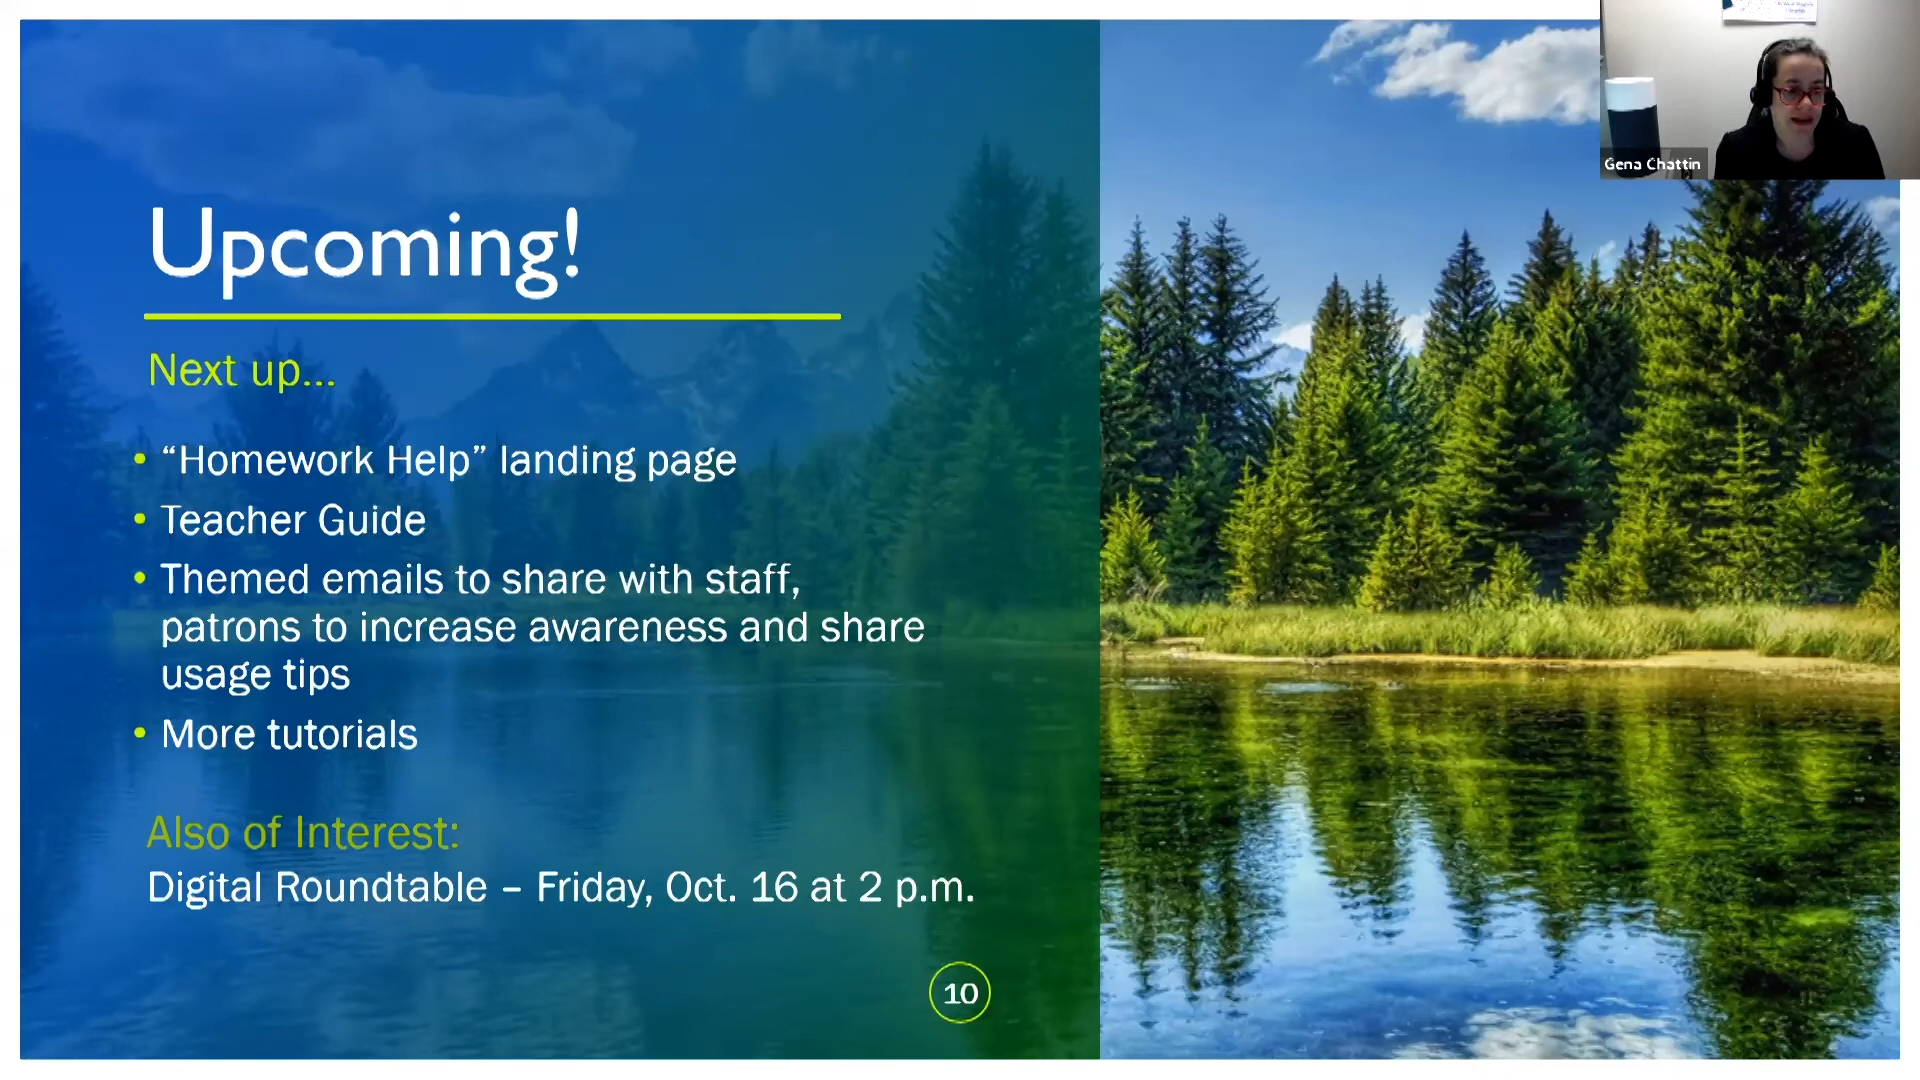 Gena Chattin
Upcoming!
Next up...
• “Homework Help” landing page
• Teacher Guide
• Themed emails to share with staff,
patrons to increase awareness and share
usage tips
• More tutorials
Also of Interest:
Digital Roundtable – Friday, Oct. 16 at 2 p.m.
10